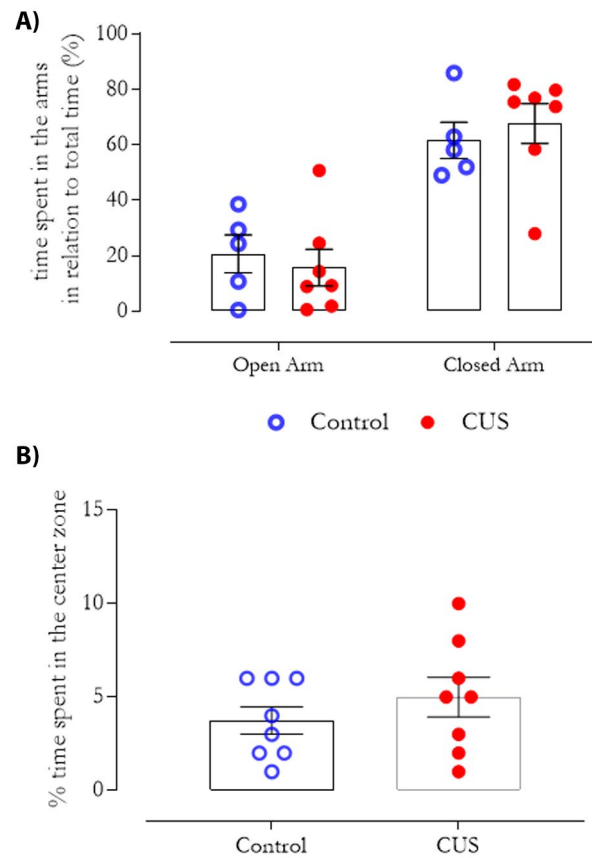 A)
time spent in the arms
in relation to total time (%)
100
80
60
40
20
0
Open Arm
Closed Arm
Control
CUS
B)
% time spent in the center zone
15
10
5
0
Control
CUS